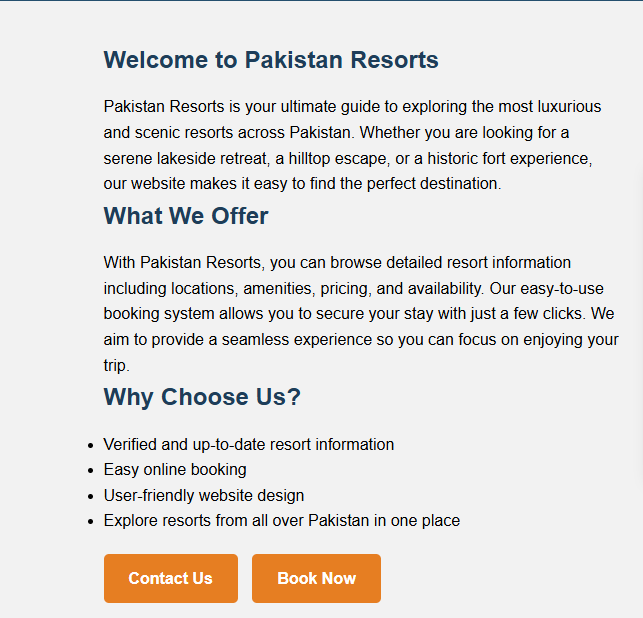 Welcome to Pakistan Resorts
Pakistan Resorts is your ultimate guide to exploring the most luxurious
and scenic resorts across Pakistan. Whether you are looking for a
serene lakeside retreat, a hilltop escape, or a historic fort experience,
our website makes it easy to find the perfect destination.
What We Offer
With Pakistan Resorts, you can browse detailed resort information
including locations, amenities, pricing, and availability. Our easy-to-use
booking system allows you to secure your stay with just a few clicks. We
aim to provide a seamless experience so you can focus on enjoying your
trip.
Why Choose Us?
• Verified and up-to-date resort information
• Easy online booking
• User-friendly website design
• Explore resorts from all over Pakistan in one place
Contact Us Book Now